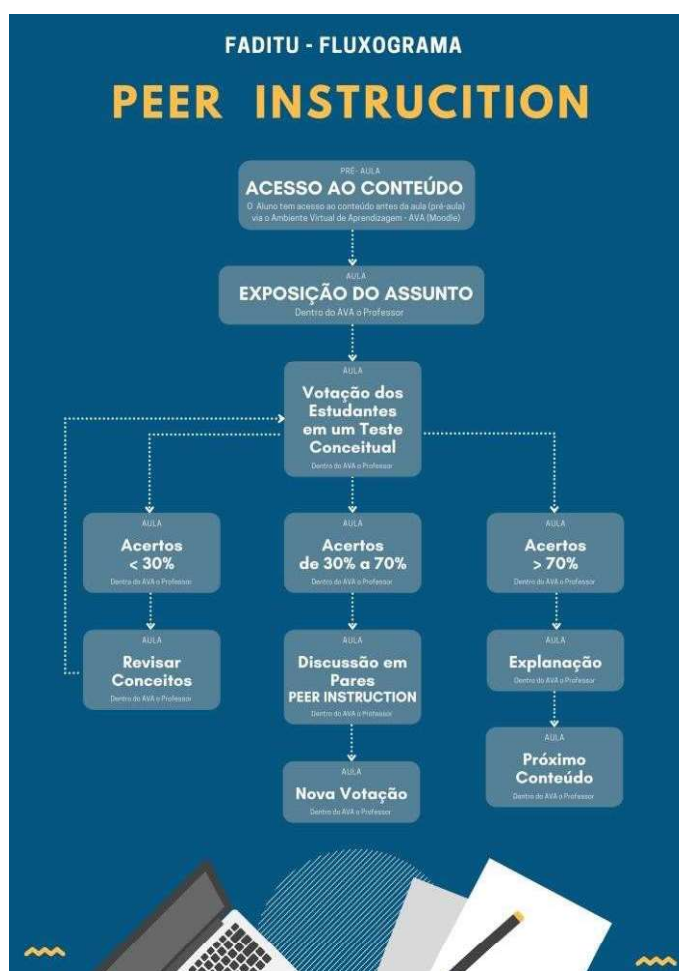 FADITU - FLUXOGRAMA
PEER INSTRUCITION
PRÉ- AULA
ACESSO AO CONTEÚDO
O Aluno tem acesso ao conteúdo antes da aula (pré-aula)
via o Ambiente Virtual de Aprendizagem - AVA (Moodle)
AULA
EXPOSIÇÃO DO ASSUNTO
Dentro do AVA o Professor
AULA
Votação dos
Estudantes
em um Teste
Conceitual
Dentro do AVA o Professor
AULA
Acertos
< 30%
Dentro do AVA o Professor
AULA
Acertos
de 30% a 70%
Dentro do AVA o Professor
AULA
Acertos
> 70%
Dentro do AVA o Professor
AULA
Revisar
Conceitos
Dentro do AVA o Professor
AULA
Discussão em
Pares
PEER INSTRUCTION
Dentro do AVA o Professor
AULA
Explanação
Dentro do AVA o Professor
AULA
Nova Votação
Dentro do AVA o Professor
AULA
Próximo
Conteúdo
Dentro do AVA o Professor